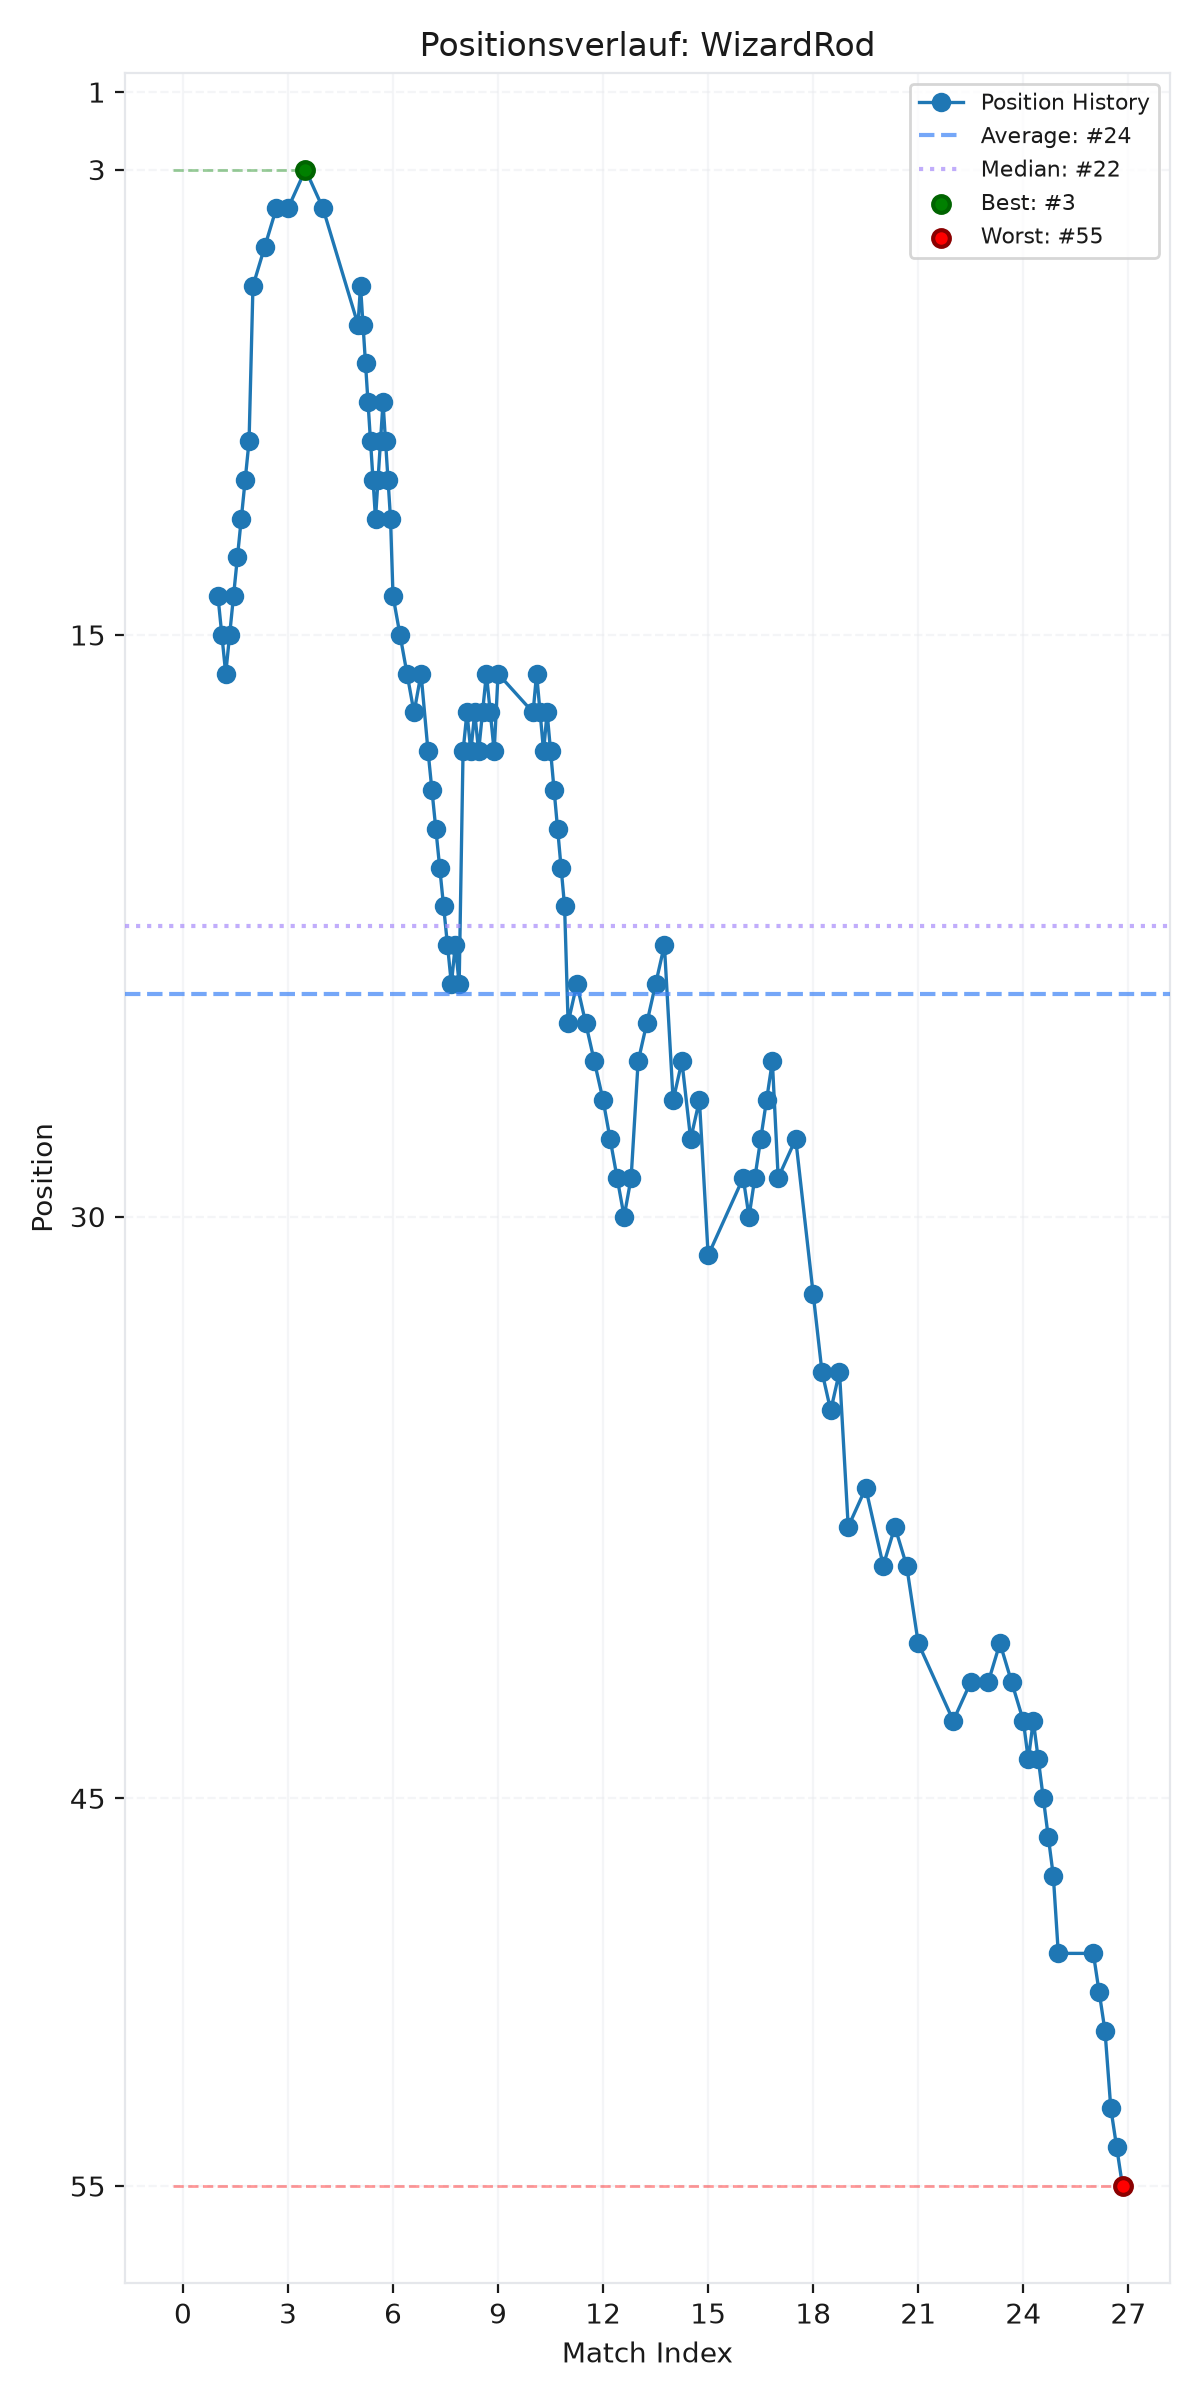 Positionsverlauf: WizardRod
Position History
Average: #24
Median: #22
Best: #3
Worst: #55
1
3
15
30
45
55
Position
0 3 6 9 12 15 18 21 24 27
Match Index